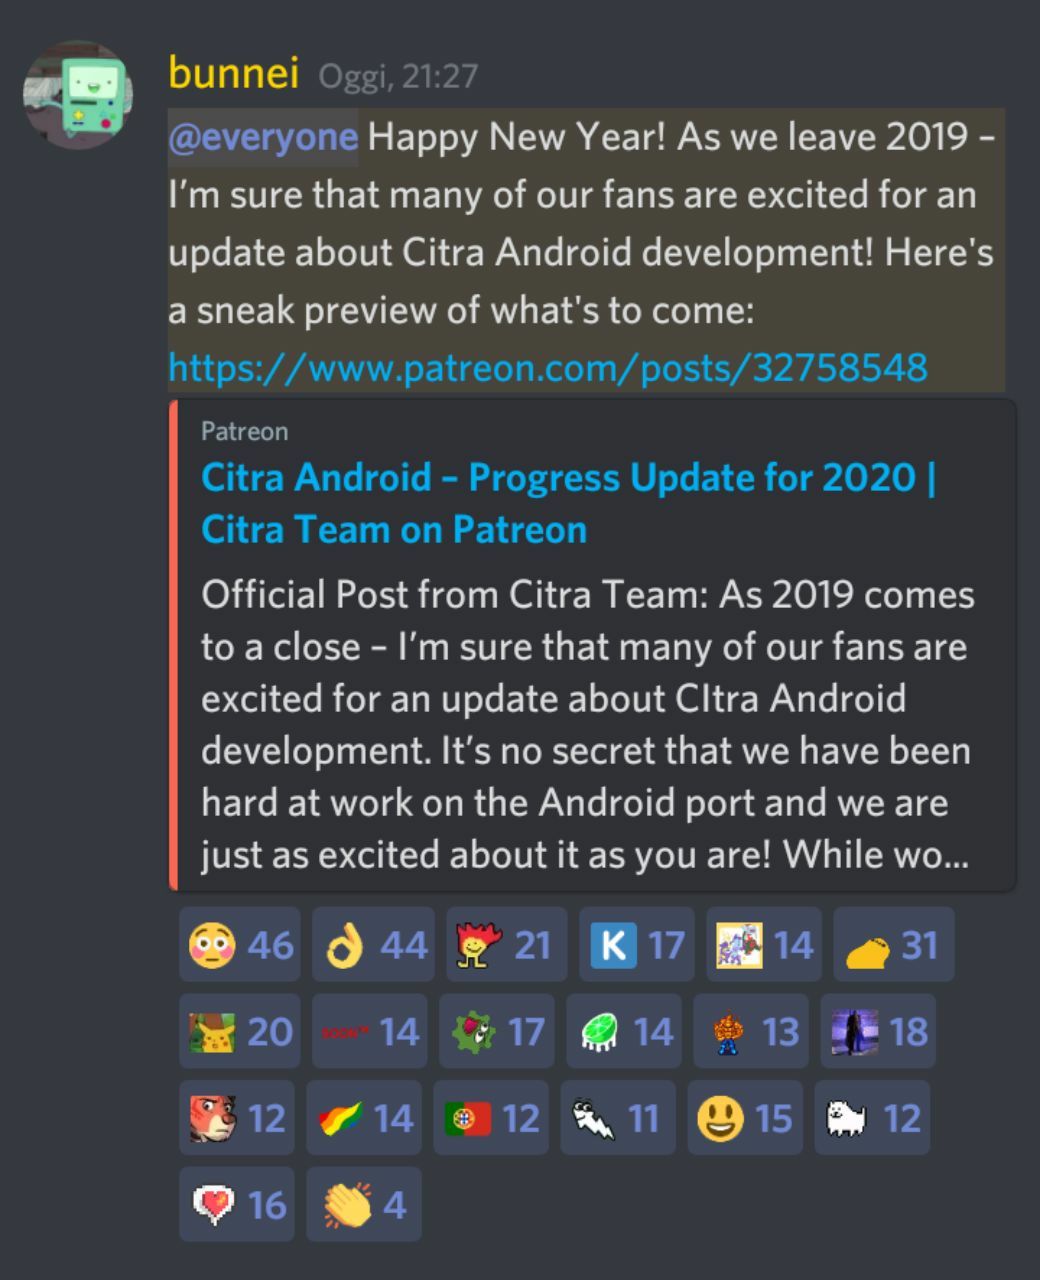 bunnei Oggi, 21:27
@everyone Happy New Year! As we leave 2019 –
I’m sure that many of our fans are excited for an
update about Citra Android development! Here's
a sneak preview of what's to come:
https://www.patreon.com/posts/32758548
Patreon
Citra Android – Progress Update for 2020 |
Citra Team on Patreon
Official Post from Citra Team: As 2019 comes
to a close – I’m sure that many of our fans are
excited for an update about CItra Android
development. It’s no secret that we have been
hard at work on the Android port and we are
just as excited about it as you are! While wo...
46 44 21 K 17 14 31
20 SOON™ 14 17 14 13 18
12 14 12 11 15 12
16 4